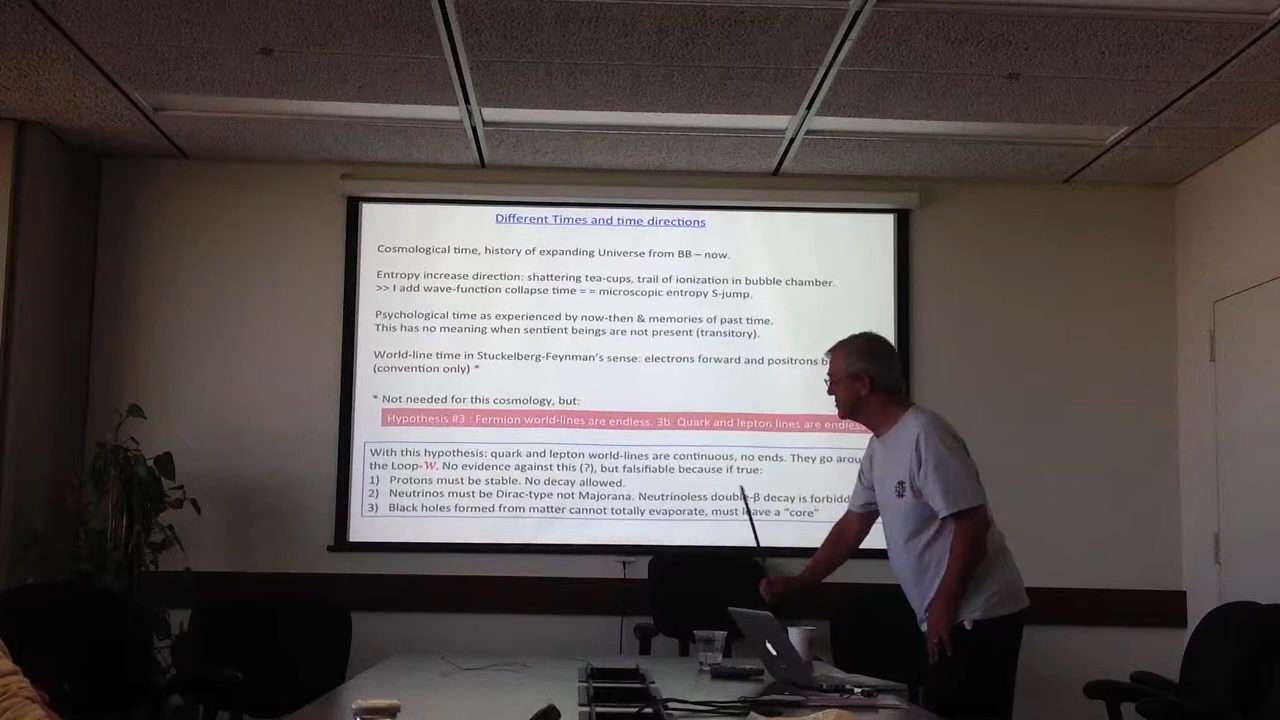 Different Times and time directions
Cosmological time, history of expanding Universe from BB – now.
Entropy increase direction: shattering tea-cups, trail of ionization in bubble chamber.
>> I add wave-function collapse time = = microscopic entropy S-jump.
Psychological time as experienced by now-then & memories of past time.
This has no meaning when sentient beings are not present (transitory).
World-line time in Stuckelberg-Feynman's sense: electrons forward and positrons
(convention only) *
* Not needed for this cosmology, but:
Hypothesis #3 : Fermion world-lines are endless. 3b: Quark and lepton lines are
With this hypothesis: quark and lepton world-lines are continuous, no ends. They go
the Loop-W. No evidence against this (?), but falsifiable because if true:
1) Protons must be stable. No decay allowed.
2) Neutrinos must be Dirac-type not Majorana. Neutrinoless double-β decay is
3) Black holes formed from matter cannot totally evaporate, must leave a “core”